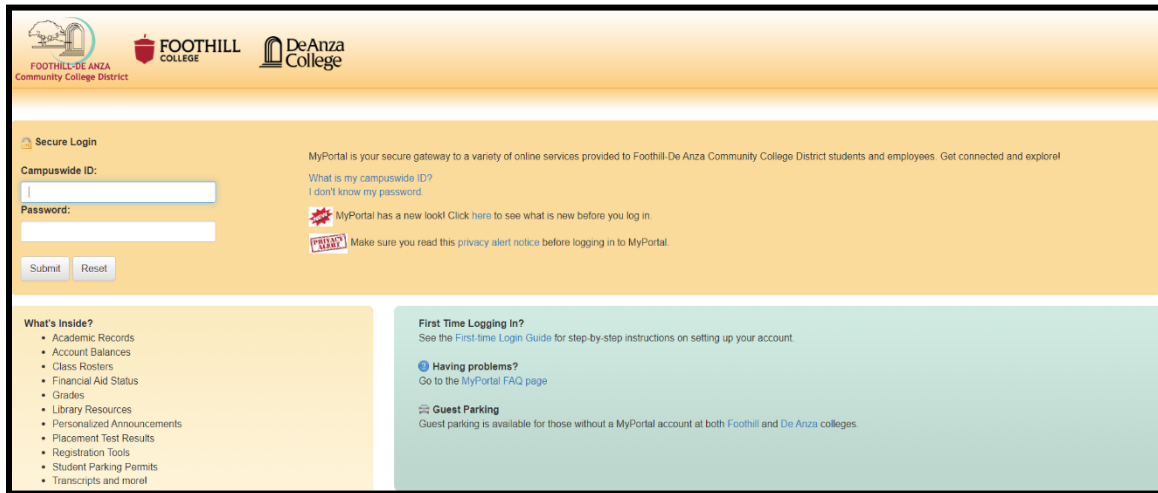 FOOTHILL-DE ANZA
Community College District
FOOTHILL
COLLEGE
DeAnza
College
Secure Login
Campuswide ID:
Password:
Submit Reset
MyPortal is your secure gateway to a variety of online services provided to Foothill-De Anza Community College District students and employees. Get connected and explore!
What is my campuswide ID?
I don't know my password.
NEW
MyPortal has a new look! Click here to see what is new before you log in.
PRIVACY
ALERT
Make sure you read this privacy alert notice before logging in to MyPortal.
What's Inside?
• Academic Records
• Account Balances
• Class Rosters
• Financial Aid Status
• Grades
• Library Resources
• Personalized Announcements
• Placement Test Results
• Registration Tools
• Student Parking Permits
• Transcripts and more!
First Time Logging In?
See the First-time Login Guide for step-by-step instructions on setting up your account.
? Having problems?
Go to the MyPortal FAQ page
Guest Parking
Guest parking is available for those without a MyPortal account at both Foothill and De Anza colleges.